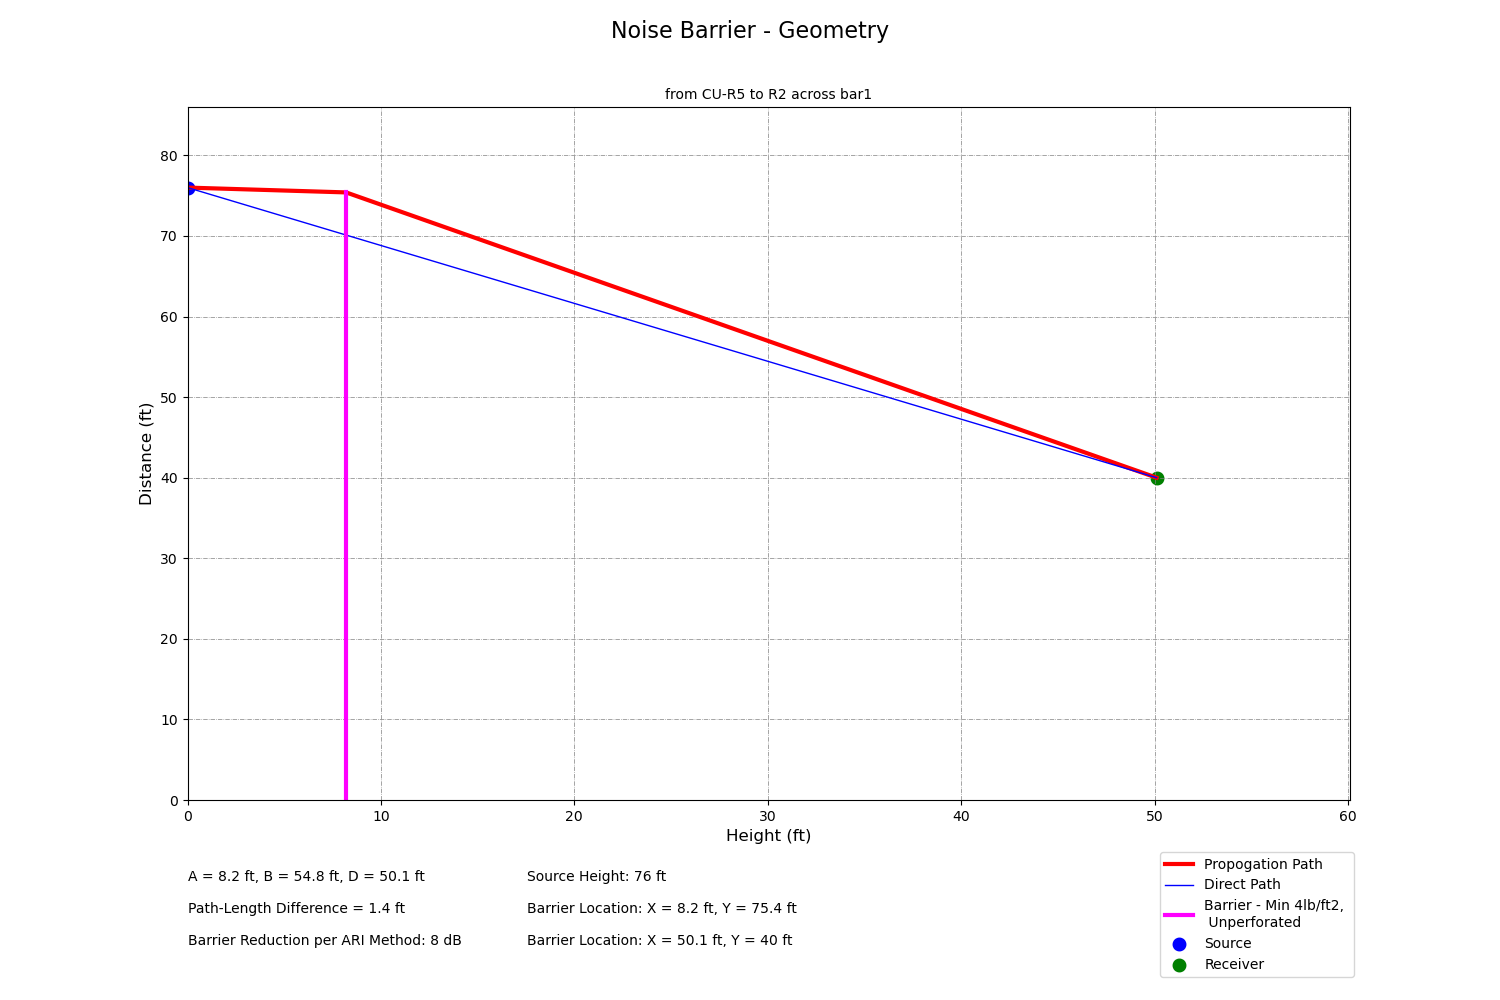 Noise Barrier - Geometry
from CU-R5 to R2 across bar1
80
70
60
50
40
30
20
10
0
Distance (ft)
0 10 20 30 40 50 60
Height (ft)
A = 8.2 ft, B = 54.8 ft, D = 50.1 ft
Path-Length Difference = 1.4 ft
Barrier Reduction per ARI Method: 8 dB
Source Height: 76 ft
Barrier Location: X = 8.2 ft, Y = 75.4 ft
Barrier Location: X = 50.1 ft, Y = 40 ft
Propogation Path
Direct Path
Barrier - Min 4lb/ft2,
Unperforated
Source
Receiver